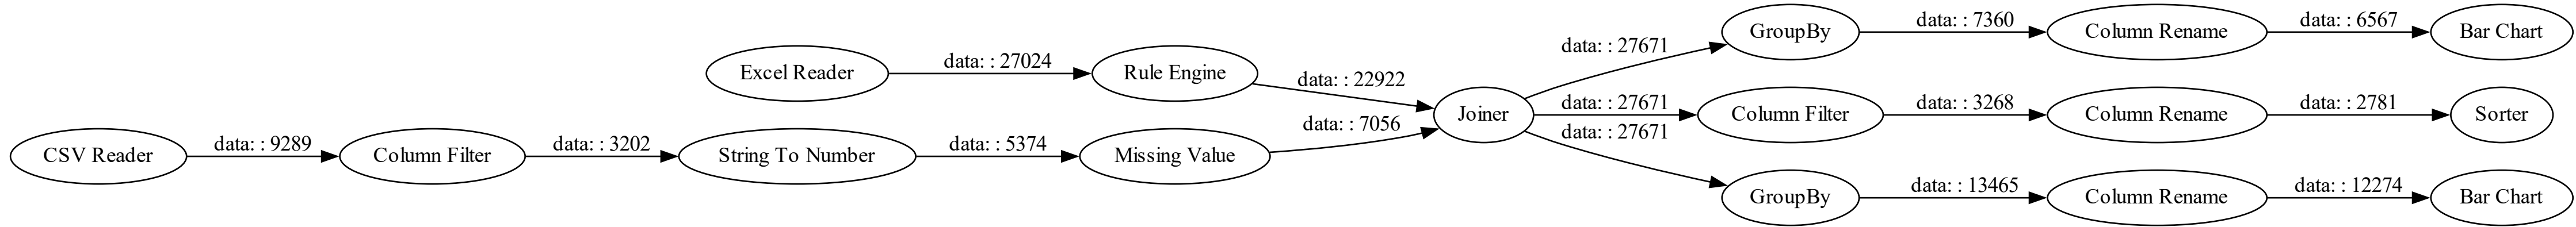 CSV Reader
data: : 9289
Column Filter
data: : 3202
String To Number
data: : 5374
Missing Value
data: : 7056
Excel Reader
data: : 27024
Rule Engine
data: : 22922
Joiner
data: : 27671
GroupBy
data: : 7360
Column Rename
data: : 6567
Bar Chart
data: : 27671
Column Filter
data: : 3268
Column Rename
data: : 2781
Sorter
data: : 27671
GroupBy
data: : 13465
Column Rename
data: : 12274
Bar Chart